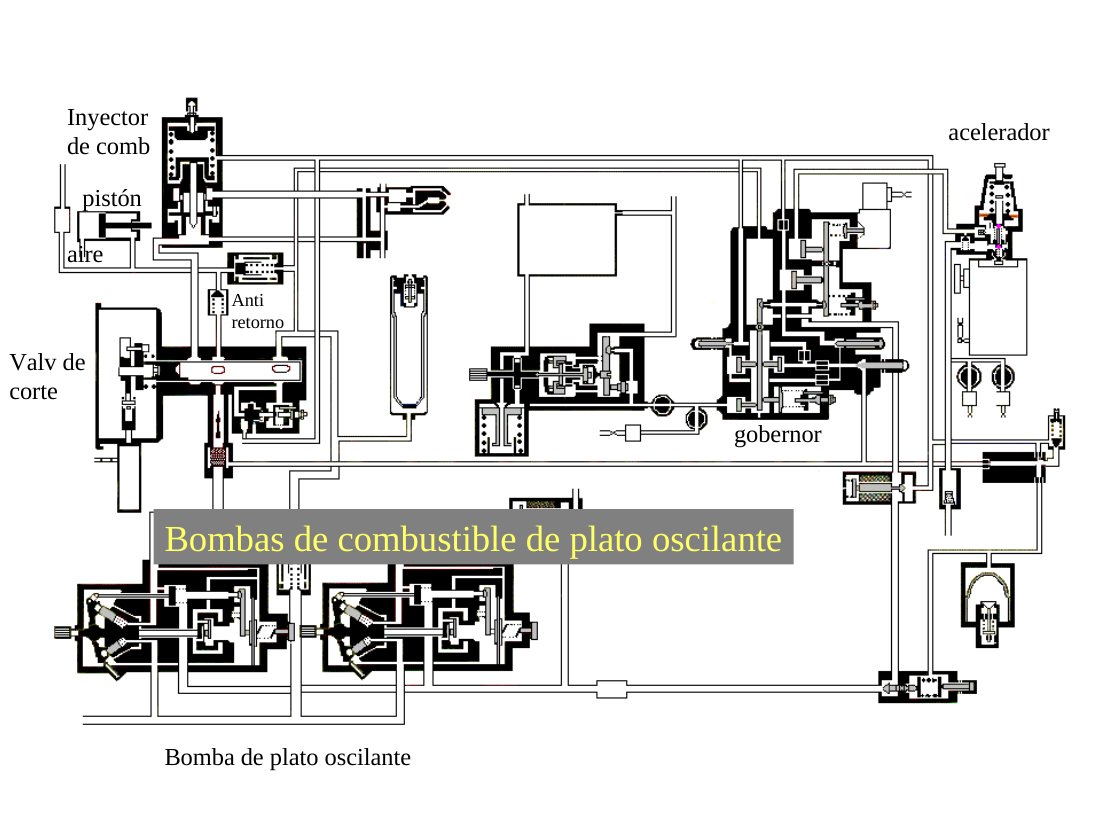 Inyector
de comb
acelerador
pistón
aire
Anti
retorno
Valv de
corte
gobernor
Bombas de combustible de plato oscilante
Bomba de plato oscilante